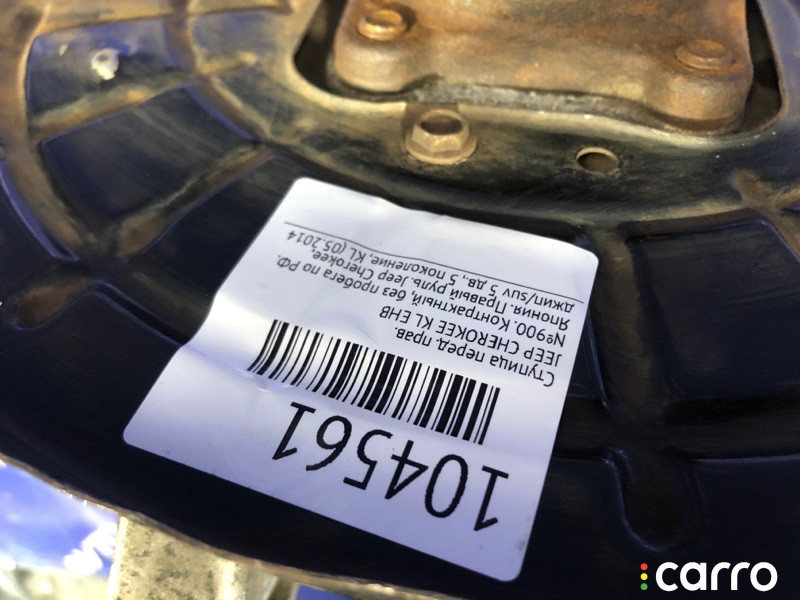 104561
Ступица перед. прав.
JEEP CHEROKEE KL EHB
№900. Контрактный, без пробега по РФ.
Япония. Правый руль Jeep Cherokee,
джип/suv 5 дв., 5 поколение, KL (05.2014
carro